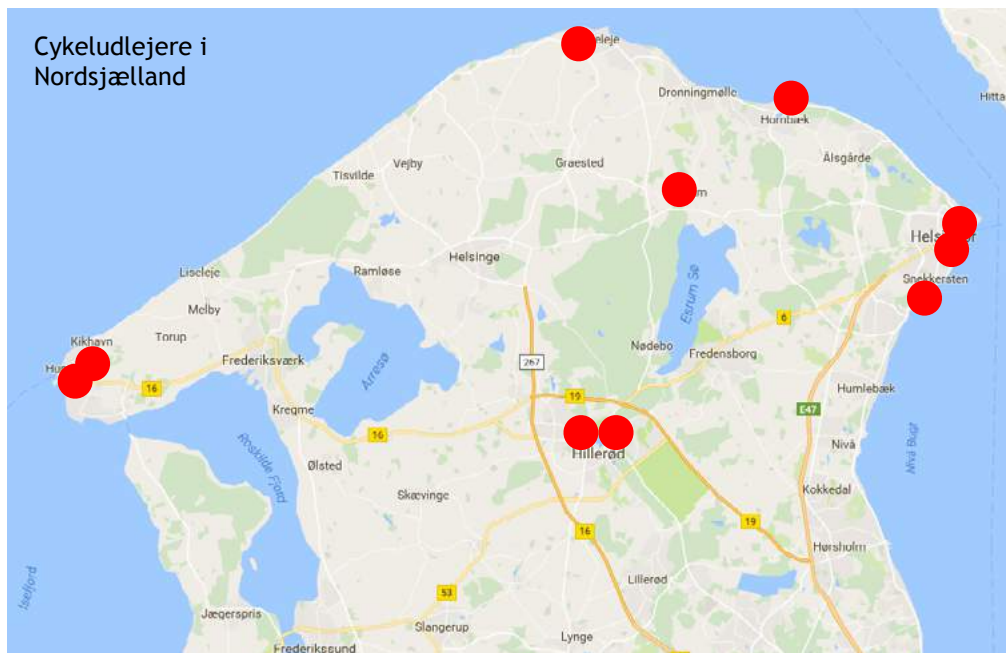 Cykeludlejere i
Nordsjælland
Dronningmølle
Hitta
Hornbæk
Ålsgårde
Vejby
Græsted
Tisvilde
Helsinge
Liseleje
Ramløse
Snekkersten
Esrum Sø
6
Melby
Kikhavn
Torup
Nødebo
Fredensborg
Frederiksværk
Arresø
267
16
19
Humlebæk
E47
Kregme
16
Roskilde Fjord
Nivå
Nivå Bugt
Hillerød
Ølsted
Skævinge
Kokkedal
19
16
Hørsholm
Isefjord
Lillerød
53
Jægerspris
Slangerup
Lynge
Frederikssund